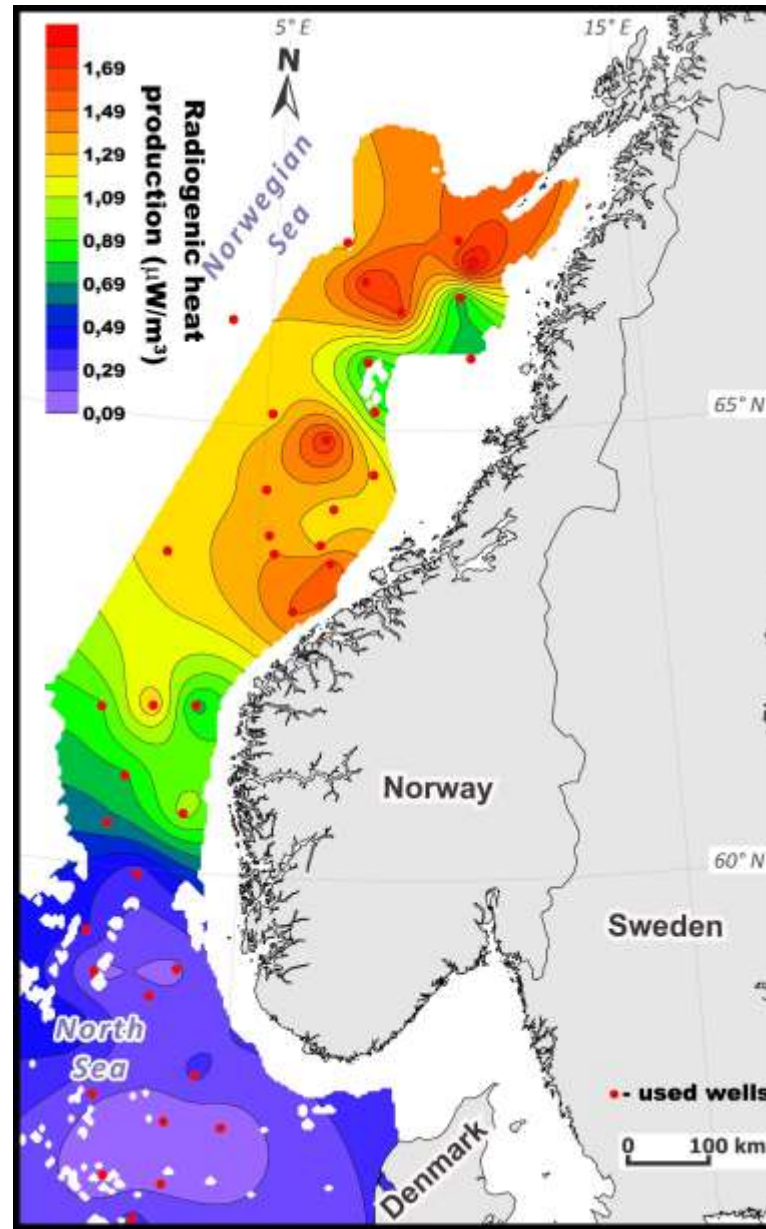 5° E
15° E
N
1,69
1,49
1,29
1,09
0,89
0,69
0,49
0,29
0,09
Radiogenic heat
production (μW/m³)
Norwegian
Sea
65° N
Norway
60° N
Sweden
North
Sea
- used wells
0 100 km
Denmark